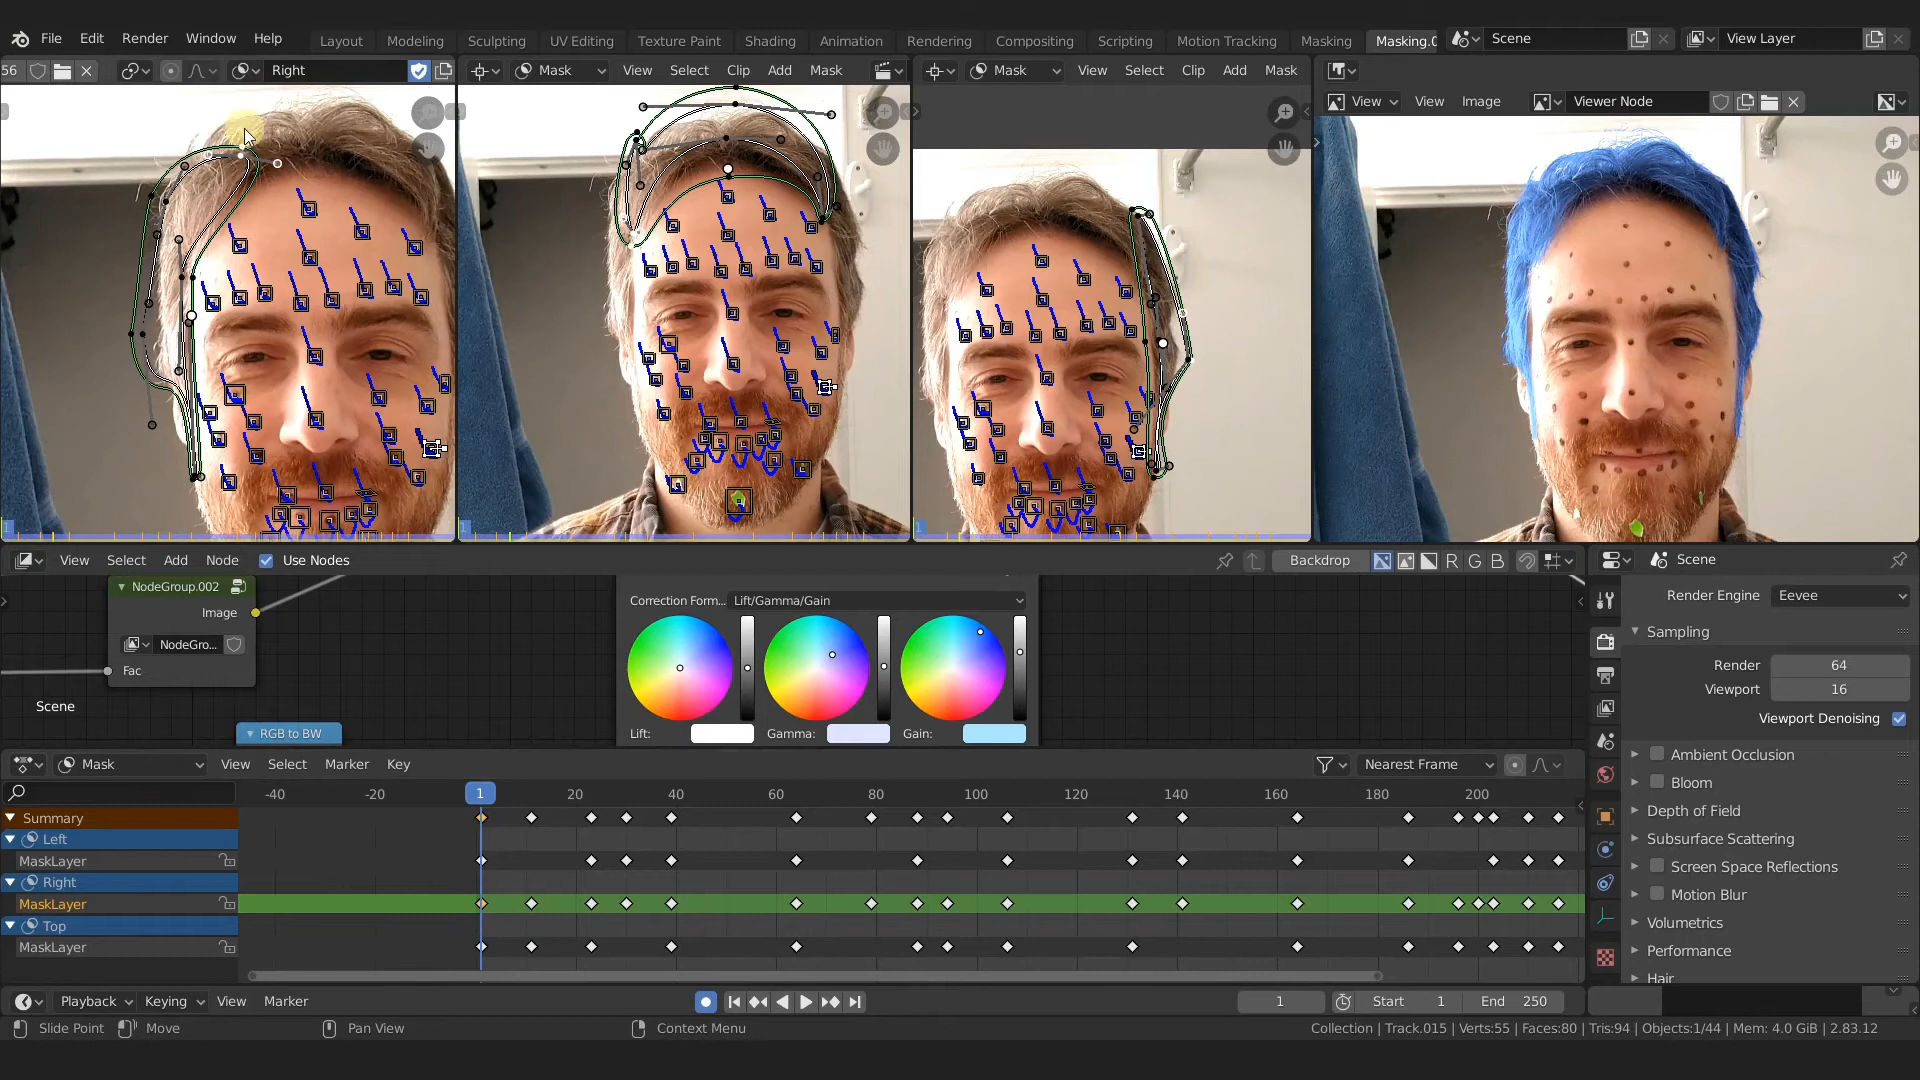 File Edit Render Window Help Layout Modeling Sculpting UV Editing Texture Paint Shading Animation Rendering Compositing Scripting Motion Tracking Masking Masking.0 Scene View Layer
56 Right Mask View Select Clip Add Mask Mask View Select Clip Add Mask
View View Image Viewer Node
1 1 1
View Select Add Node Use Nodes Backdrop R G B Scene
NodeGroup.002
Image
NodeGro...
Fac
Scene
RGB to BW
Correction Form... Lift/Gamma/Gain
Lift: Gamma: Gain:
Render Engine Eevee
Sampling
Render 64
Viewport 16
Viewport Denoising
Ambient Occlusion
Bloom
Depth of Field
Subsurface Scattering
Screen Space Reflections
Motion Blur
Volumetrics
Performance
Hair
Mask View Select Marker Key Nearest Frame
-40 -20 1 20 40 60 80 100 120 140 160 180 200
Summary
Left
MaskLayer
Right
MaskLayer
Top
MaskLayer
Playback Keying View Marker 1 Start 1 End 250
Slide Point Move Pan View Context Menu Collection | Track.015 | Verts:55 | Faces:80 | Tris:94 | Objects:1/44 | Mem: 4.0 GiB | 2.83.12